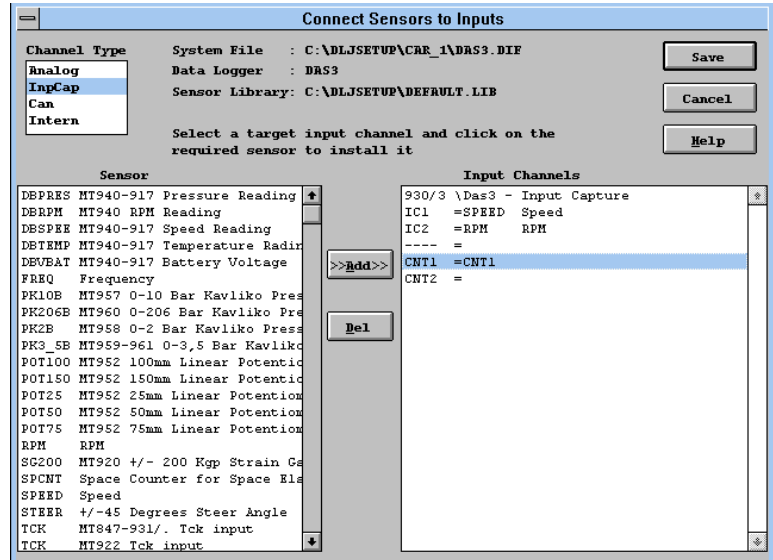 Connect Sensors to Inputs
Channel Type
Analog
InpCap
Can
Intern
System File : C:\DLJSETUP\CAR_1\DAS3.DIF
Data Logger : DAS3
Sensor Library: C:\DLJSETUP\DEFAULT.LIB
Select a target input channel and click on the
required sensor to install it
Save
Cancel
Help
Sensor
DBPRES MT940-917 Pressure Reading
DBRPM MT940 RPM Reading
DBSPEE MT940-917 Speed Reading
DBTEMP MT940-917 Temperature Radin
DBVBAT MT940-917 Battery Voltage
FREQ Frequency
PK10B MT957 0-10 Bar Kavliko Pres
PK206B MT960 0-206 Bar Kavliko Pre
PK2B MT958 0-2 Bar Kavliko Press
PK3_5B MT959-961 0-3,5 Bar Kavliko
POT100 MT952 100mm Linear Potentio
POT150 MT952 150mm Linear Potentio
POT25 MT952 25mm Linear Potentiom
POT50 MT952 50mm Linear Potentiom
POT75 MT952 75mm Linear Potentiom
RPM RPM
SG200 MT920 +/- 200 Kgp Strain Ga
SPCNT Space Counter for Space Ela
SPEED Speed
STEER +/-45 Degrees Steer Angle
TCK MT847-931/. Tck input
TCK MT922 Tck input
>>Add>>
Del
Input Channels
930/3 \Das3 - Input Capture
IC1 =SPEED Speed
IC2 =RPM RPM
---- =
CNT1 =CNT1
CNT2 =